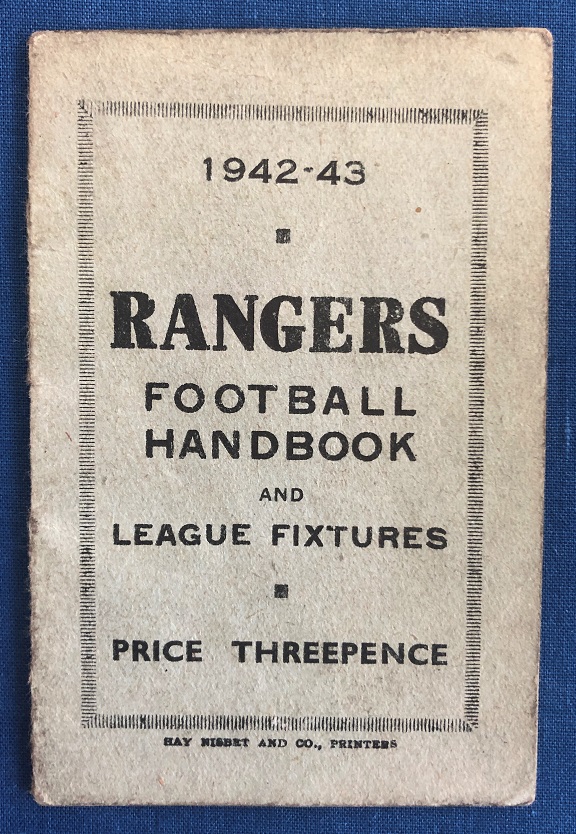 1942-43
RANGERS
FOOTBALL
HANDBOOK
AND
LEAGUE FIXTURES
PRICE THREEPENCE
HAY NISBET AND CO., PRINTERS